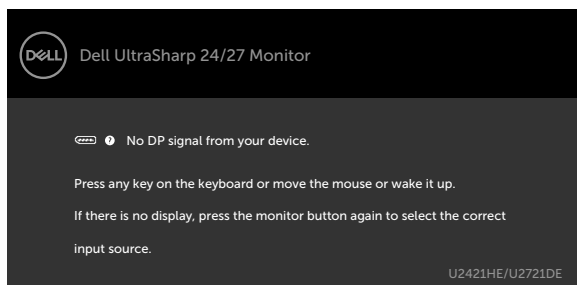 DELL
Dell UltraSharp 24/27 Monitor
No DP signal from your device.
Press any key on the keyboard or move the mouse or wake it up.
If there is no display, press the monitor button again to select the correct
input source.
U2421HE/U2721DE